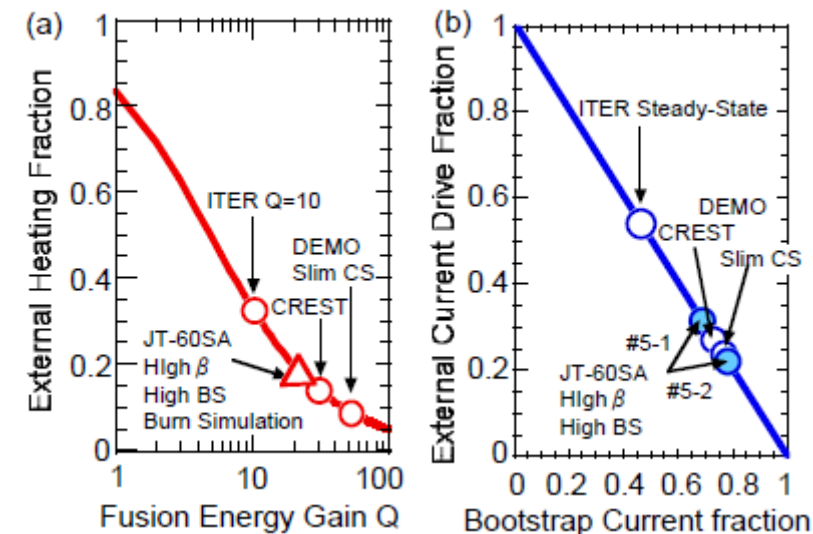 (a)
External Heating Fraction
1
0.8
0.6
0.4
0.2
0
ITER Q=10
DEMO
Slim CS
CREST
JT-60SA
HIgh β
High BS
Burn Simulation
1 10 100
Fusion Energy Gain Q
(b)
External Current Drive Fraction
1
0.8
0.6
0.4
0.2
0
ITER Steady-State
DEMO
CREST
Slim CS
#5-1
JT-60SA
HIgh β
#5-2
High BS
0 0.2 0.4 0.6 0.8 1
Bootstrap Current fraction